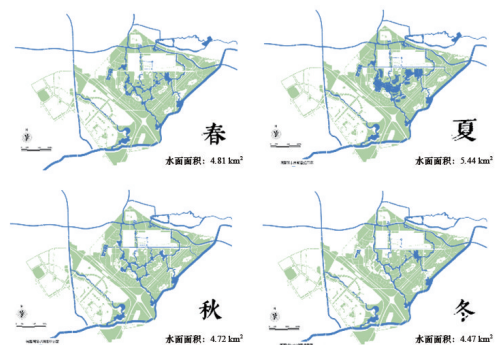 春
水面面积：4.81 km²
夏
水面面积：5.44 km²
秋
水面面积：4.72 km²
冬
水面面积：4.47 km²